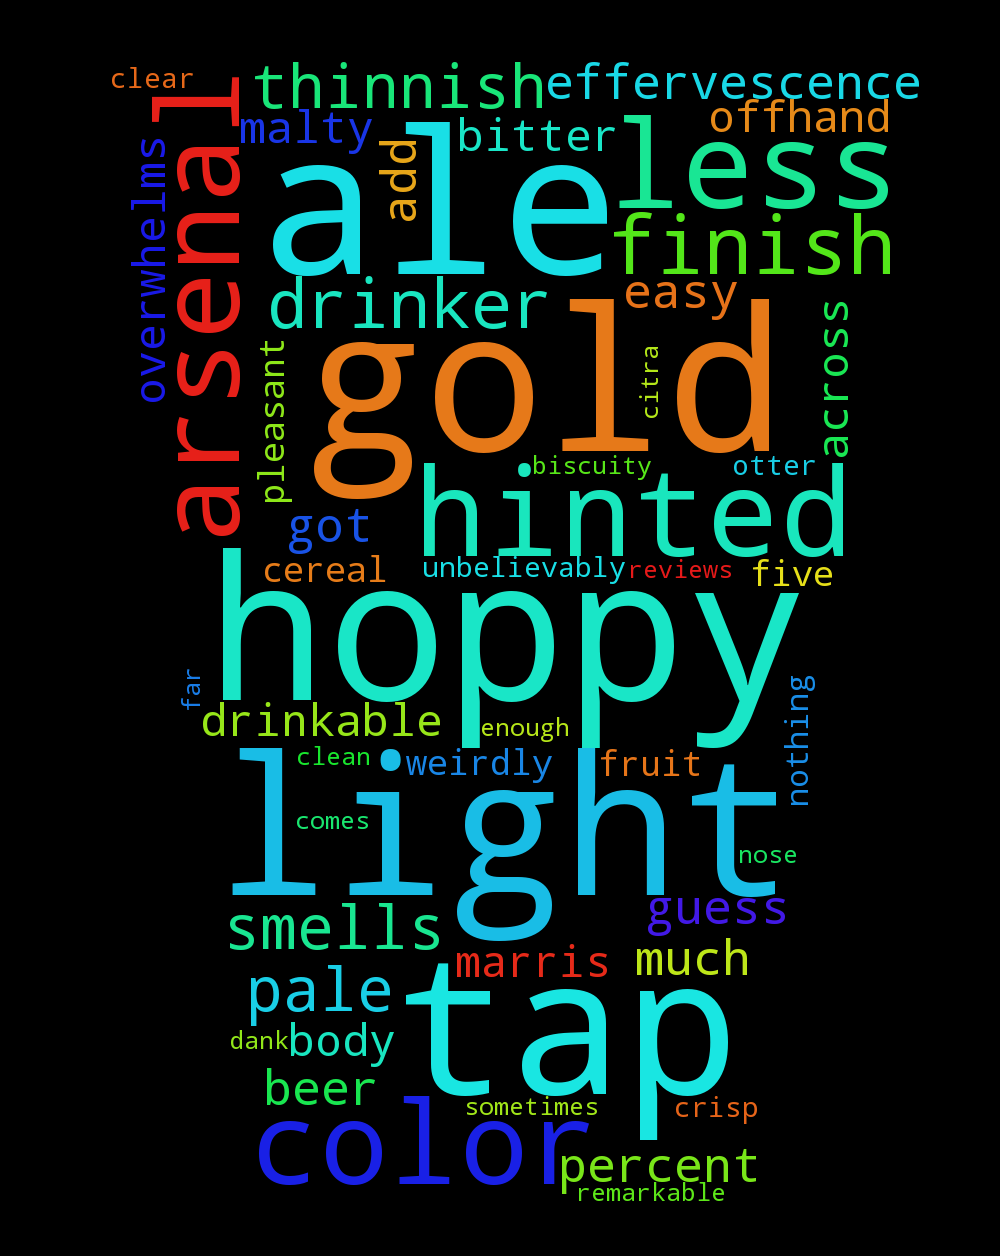 clear
thinnish
effervescence
malty
bitter
offhand
add
less
ale
arsenal
overwhelms
finish
drinker
easy
gold
across
pleasant
citra
biscuity
otter
hinted
got
cereal
unbelievably
reviews
five
hoppy
far
drinkable
enough
nothing
clean
weirdly
fruit
light
comes
nose
smells
guess
marris
much
pale
tap
dank
body
beer
sometimes
crisp
color
percent
remarkable